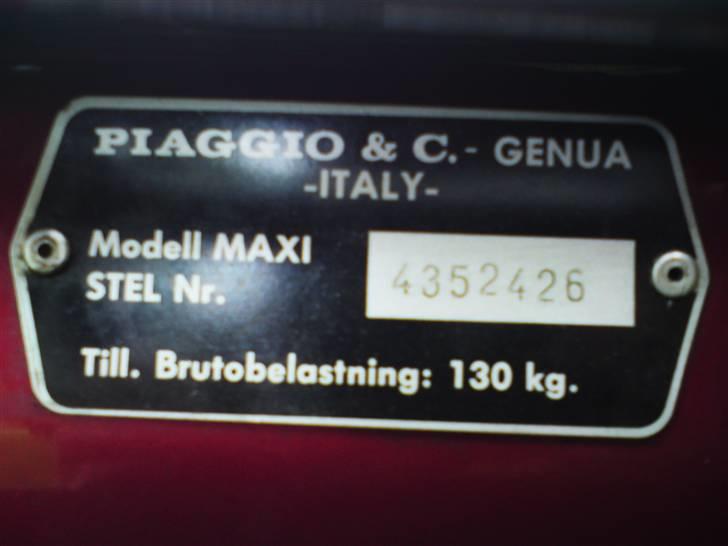 PIAGGIO & C. - GENUA
-ITALY-
Modell MAXI
STEL Nr. 4352426
Till. Brutobelastning: 130 kg.